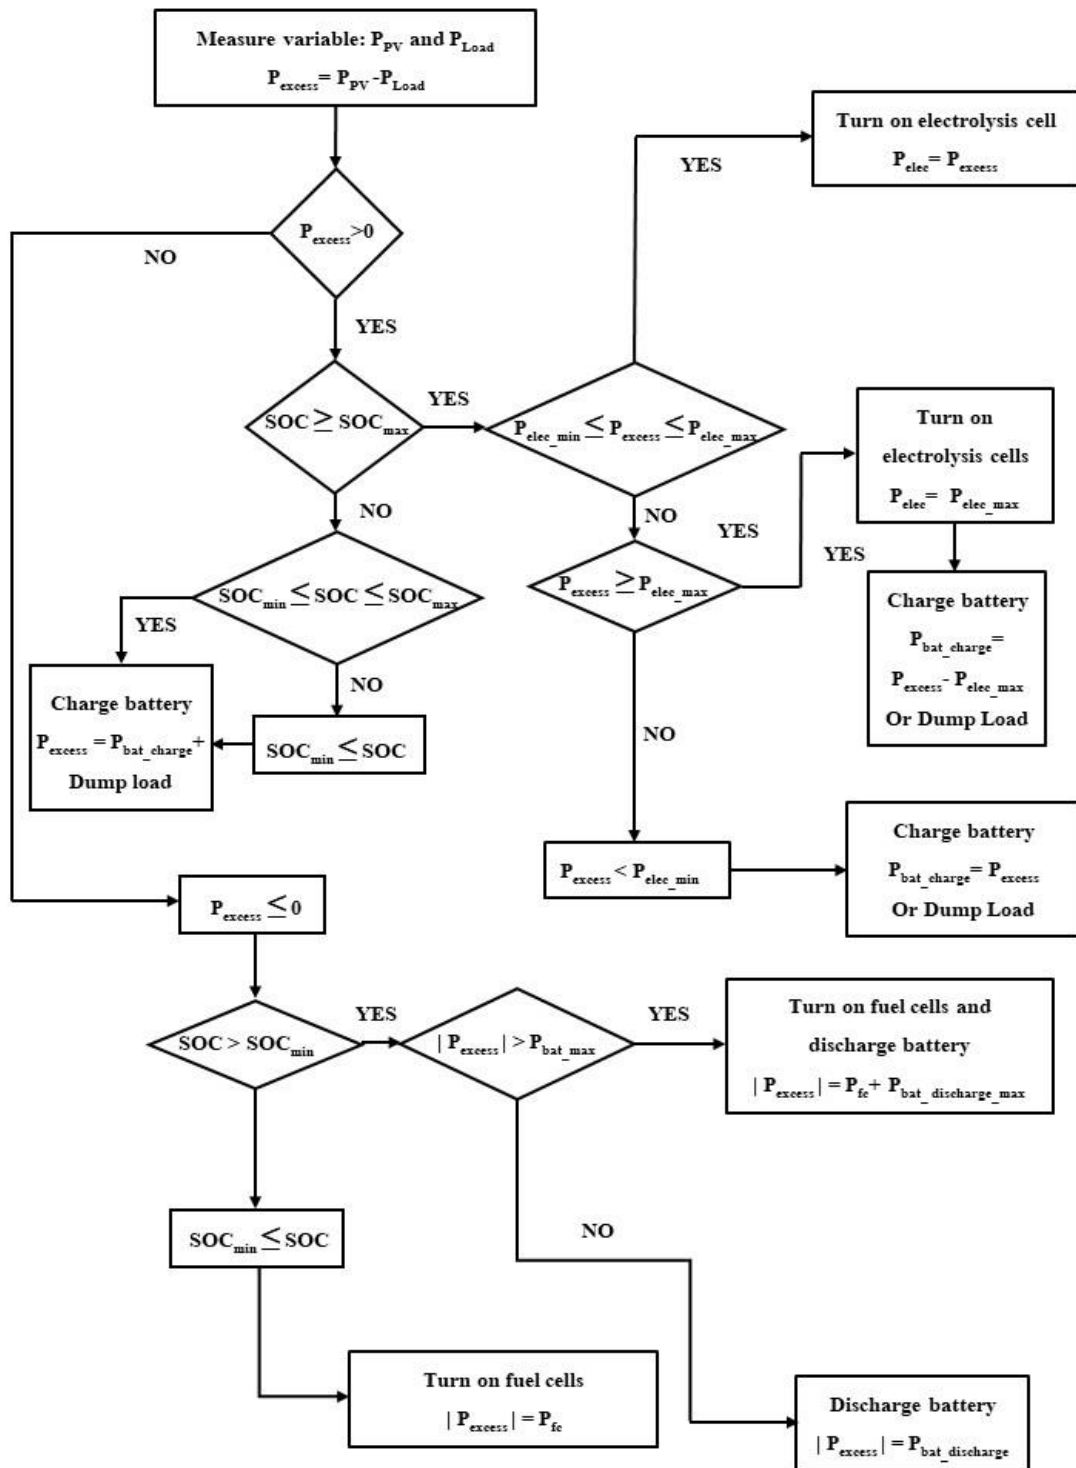 Measure variable: P_PV and P_Load
P_excess= P_PV -P_Load
Turn on electrolysis cell
P_elec= P_excess
YES
P_excess>0
NO
YES
SOC ≥ SOC_max
YES
P_elec_min ≤ P_excess ≤ P_elec_max
Turn on
electrolysis cells
P_elec= P_elec_max
NO
NO
YES
P_excess ≥ P_elec_max
YES
SOC_min ≤ SOC ≤ SOC_max
Charge battery
P_bat_charge=
P_excess- P_elec_max
Or Dump Load
YES
NO
Charge battery
P_excess = P_bat_charge+
Dump load
SOC_min ≤ SOC
NO
P_excess < P_elec_min
Charge battery
P_bat_charge= P_excess
Or Dump Load
P_excess ≤ 0
SOC > SOC_min
YES
| P_excess| > P_bat_max
YES
Turn on fuel cells and
discharge battery
| P_excess| = P_fc+ P_bat_discharge_max
SOC_min ≤ SOC
NO
Turn on fuel cells
| P_excess| = P_fc
Discharge battery
| P_excess| = P_bat_discharge